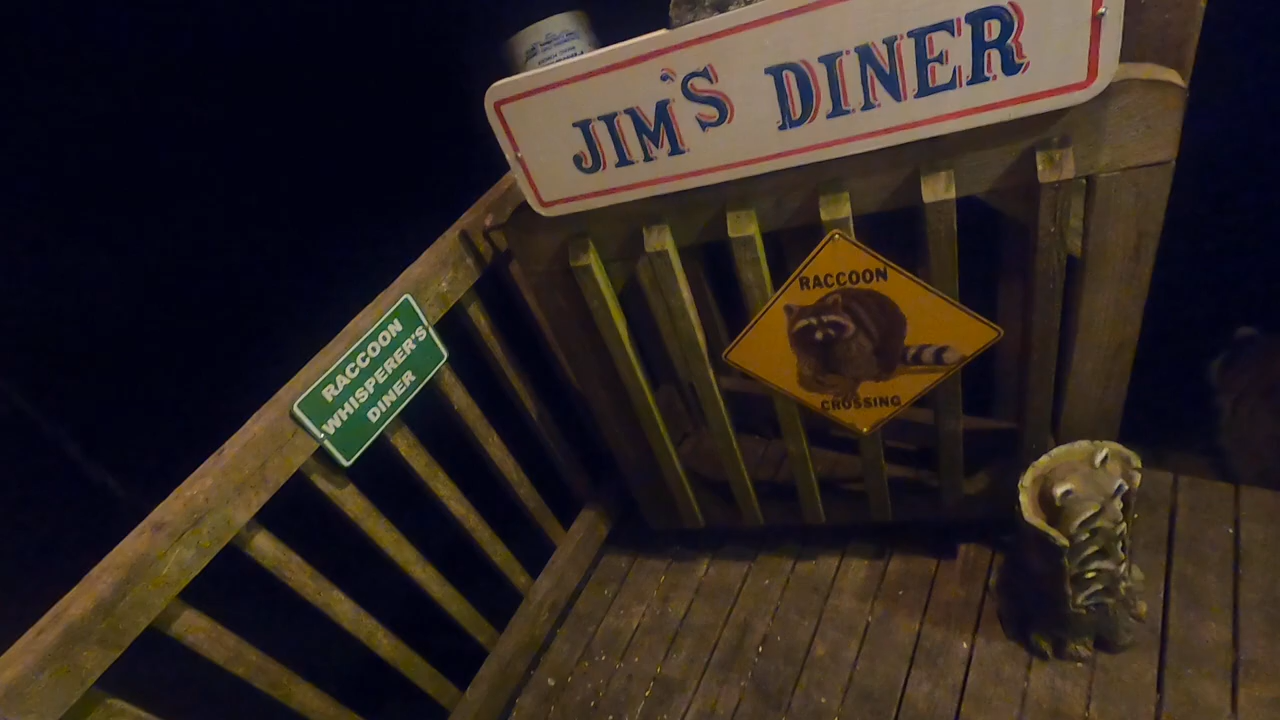 JIM'S DINER
RACCOON
CROSSING
RACCOON
WHISPERER'S
DINER